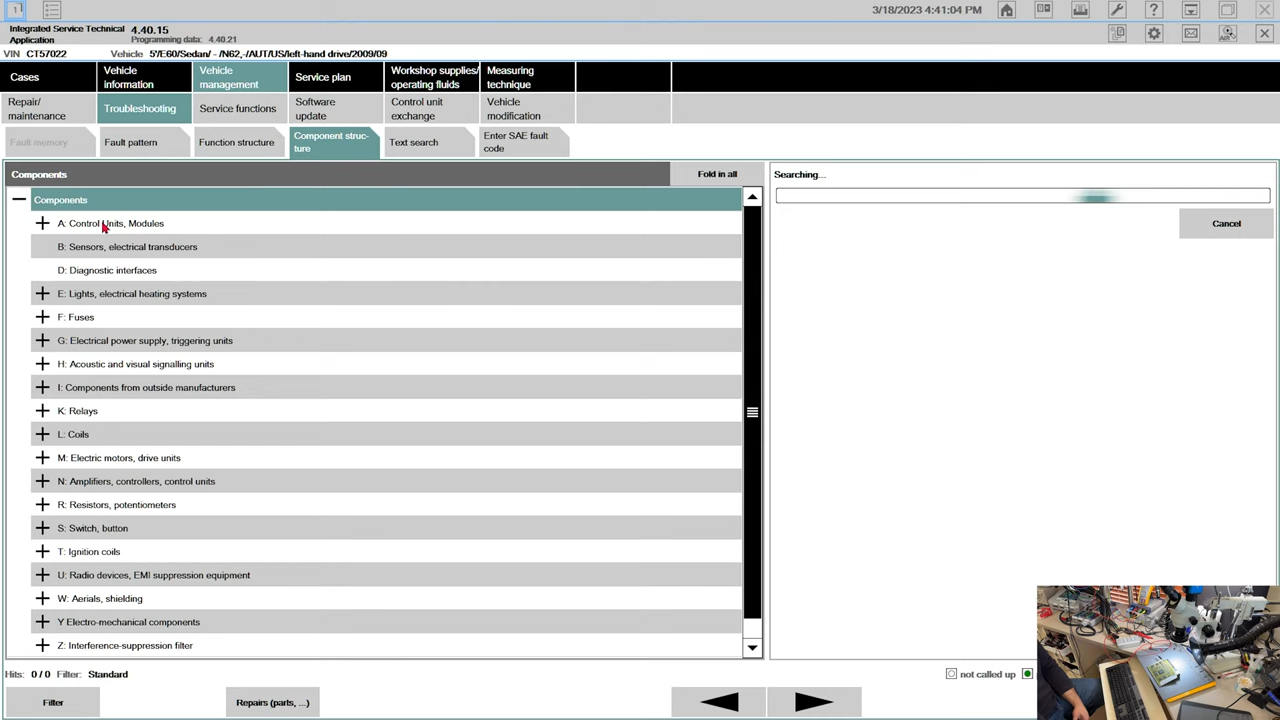 1
3/18/2023 4:41:04 PM
Integrated Service Technical
Application
4.40.15
Programming data: 4.40.21
VIN CT57022 Vehicle 5'/E60/Sedan/ - /N62,-/AUT/US/left-hand drive/2009/09
Cases
Vehicle
information
Vehicle
management
Service plan
Workshop supplies/
operating fluids
Measuring
technique
Repair/
maintenance
Troubleshooting
Service functions
Software
update
Control unit
exchange
Vehicle
modification
Fault memory
Fault pattern
Function structure
Component struc-
ture
Text search
Enter SAE fault
code
Components
Fold in all
Searching...
Components
A: Control Units, Modules
Cancel
B: Sensors, electrical transducers
D: Diagnostic interfaces
E: Lights, electrical heating systems
F: Fuses
G: Electrical power supply, triggering units
H: Acoustic and visual signalling units
I: Components from outside manufacturers
K: Relays
L: Coils
M: Electric motors, drive units
N: Amplifiers, controllers, control units
R: Resistors, potentiometers
S: Switch, button
T: Ignition coils
U: Radio devices, EMI suppression equipment
W: Aerials, shielding
Y Electro-mechanical components
Z: Interference-suppression filter
Hits: 0 / 0 Filter: Standard
not called up
Filter
Repairs (parts, ...)